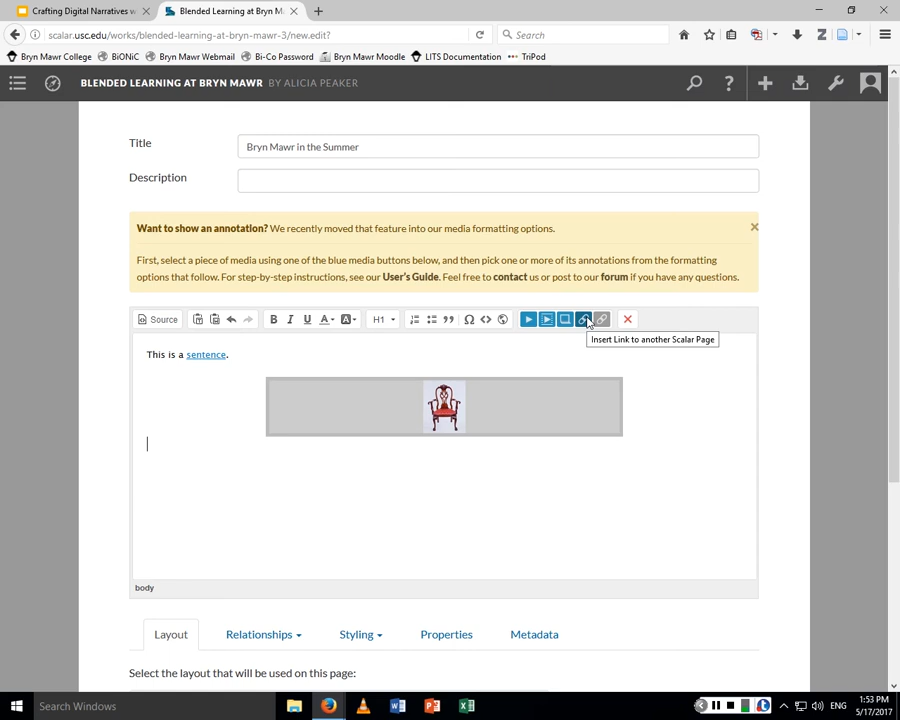 Crafting Digital Narratives w
Blended Learning at Bryn Ma
scalar.usc.edu/works/blended-learning-at-bryn-mawr-3/new.edit?
Search
Bryn Mawr College
BiONiC
Bryn Mawr Webmail
Bi-Co Password
Bryn Mawr Moodle
LITS Documentation
TriPod
BLENDED LEARNING AT BRYN MAWR BY ALICIA PEAKER
Title
Bryn Mawr in the Summer
Description
Want to show an annotation? We recently moved that feature into our media formatting options.
First, select a piece of media using one of the blue media buttons below, and then pick one or more of its annotations from the formatting
options that follow. For step-by-step instructions, see our User's Guide. Feel free to contact us or post to our forum if you have any questions.
Source
B I U A A H1
Insert Link to another Scalar Page
This is a sentence.
body
Layout Relationships Styling Properties Metadata
Select the layout that will be used on this page:
Search Windows
ENG
1:53 PM
5/17/2017